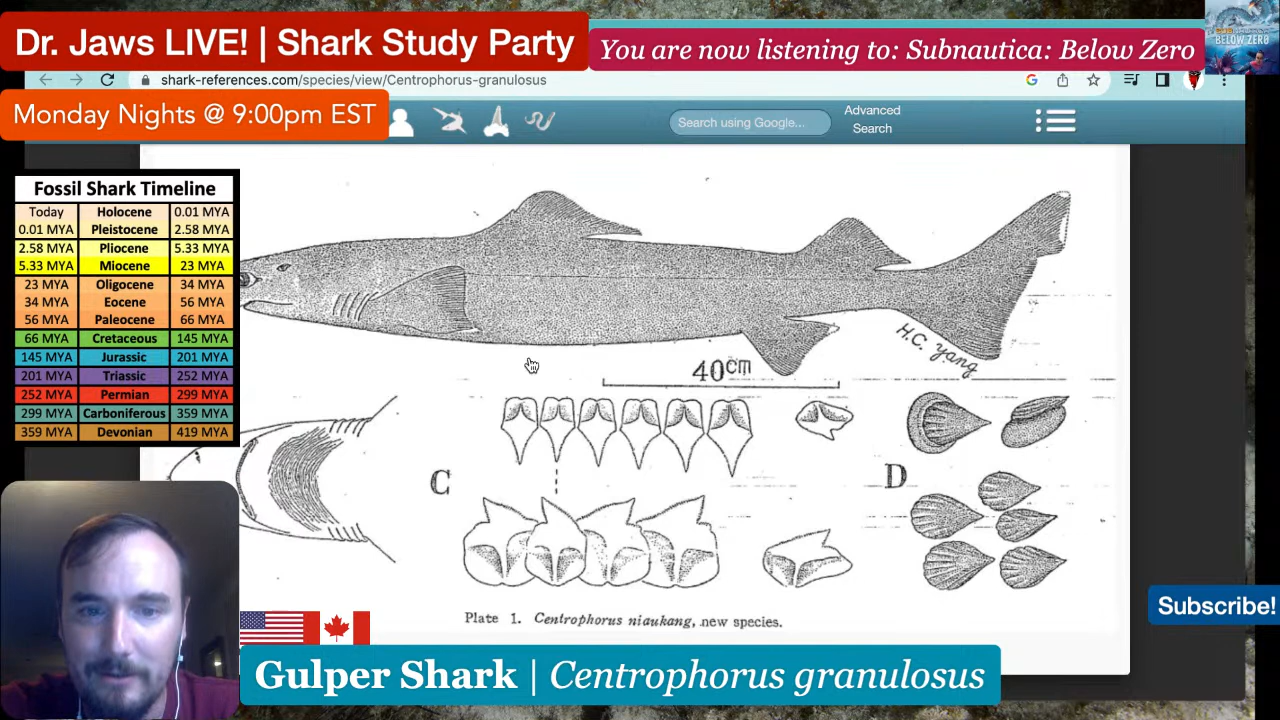 Dr. Jaws LIVE! | Shark Study Party
You are now listening to: Subnautica: Below Zero
BELOW ZERO
shark-references.com/species/view/Centrophorus-granulosus
Monday Nights @ 9:00pm EST
Search using Google...
Advanced
Search
Fossil Shark Timeline
Today Holocene 0.01 MYA
0.01 MYA Pleistocene 2.58 MYA
2.58 MYA Pliocene 5.33 MYA
5.33 MYA Miocene 23 MYA
23 MYA Oligocene 34 MYA
34 MYA Eocene 56 MYA
56 MYA Paleocene 66 MYA
66 MYA Cretaceous 145 MYA
145 MYA Jurassic 201 MYA
201 MYA Triassic 252 MYA
252 MYA Permian 299 MYA
299 MYA Carboniferous 359 MYA
359 MYA Devonian 419 MYA
H.C. yang
40cm
C
D
Plate 1. Centrophorus niaukang, new species.
Subscribe!
Gulper Shark | Centrophorus granulosus